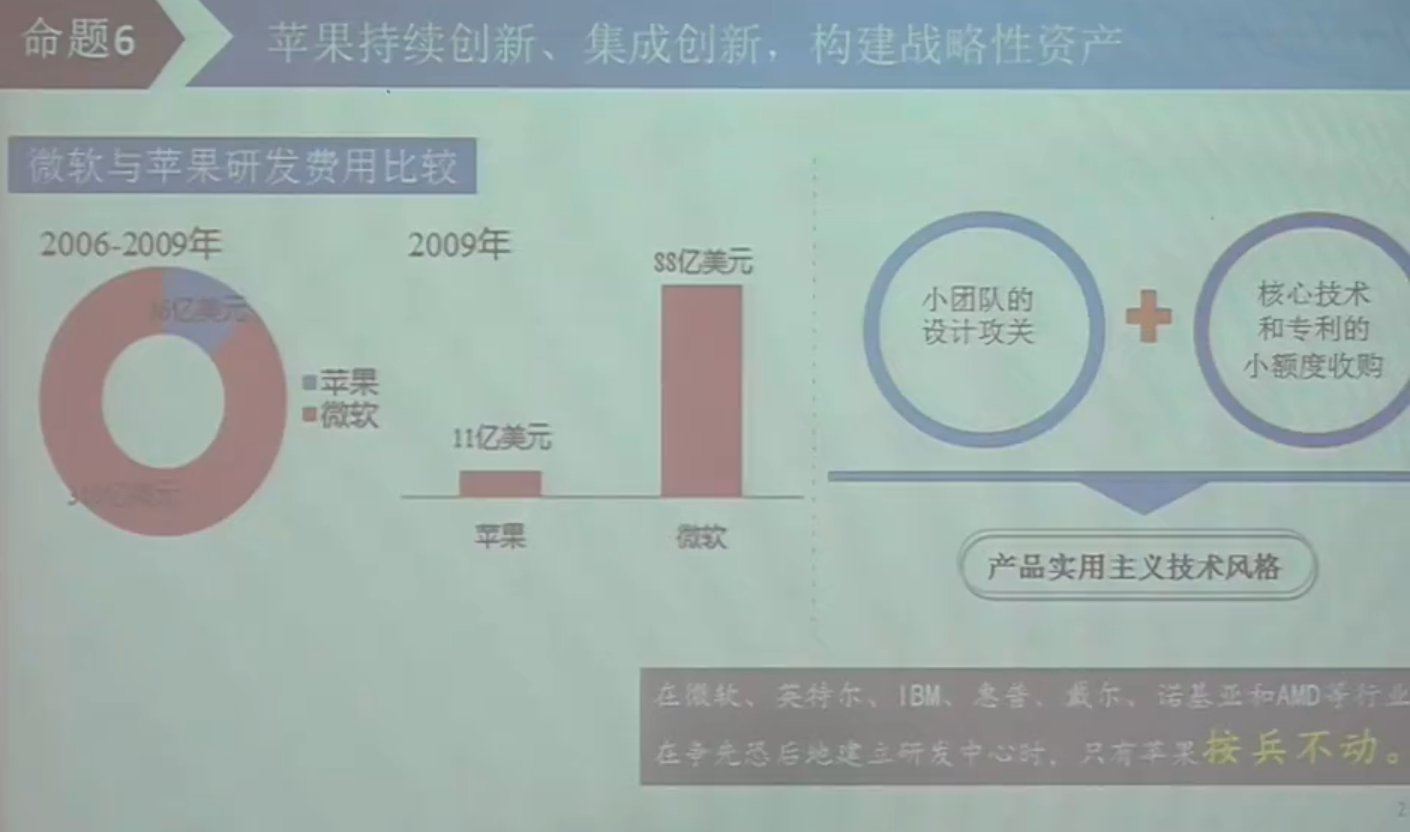 命题6
苹果持续创新、集成创新，构建战略性资产
微软与苹果研发费用比较
2006-2009年
亿美元
苹果
微软
2009年
88亿美元
11亿美元
苹果
微软
小团队的
设计攻关
核心技术
和专利的
小额度收购
产品实用主义技术风格
在微软、英特尔、IBM、惠普、戴尔、诺基亚和AMD等行业
在争先恐后地建立研发中心时，只有苹果按兵不动。
2